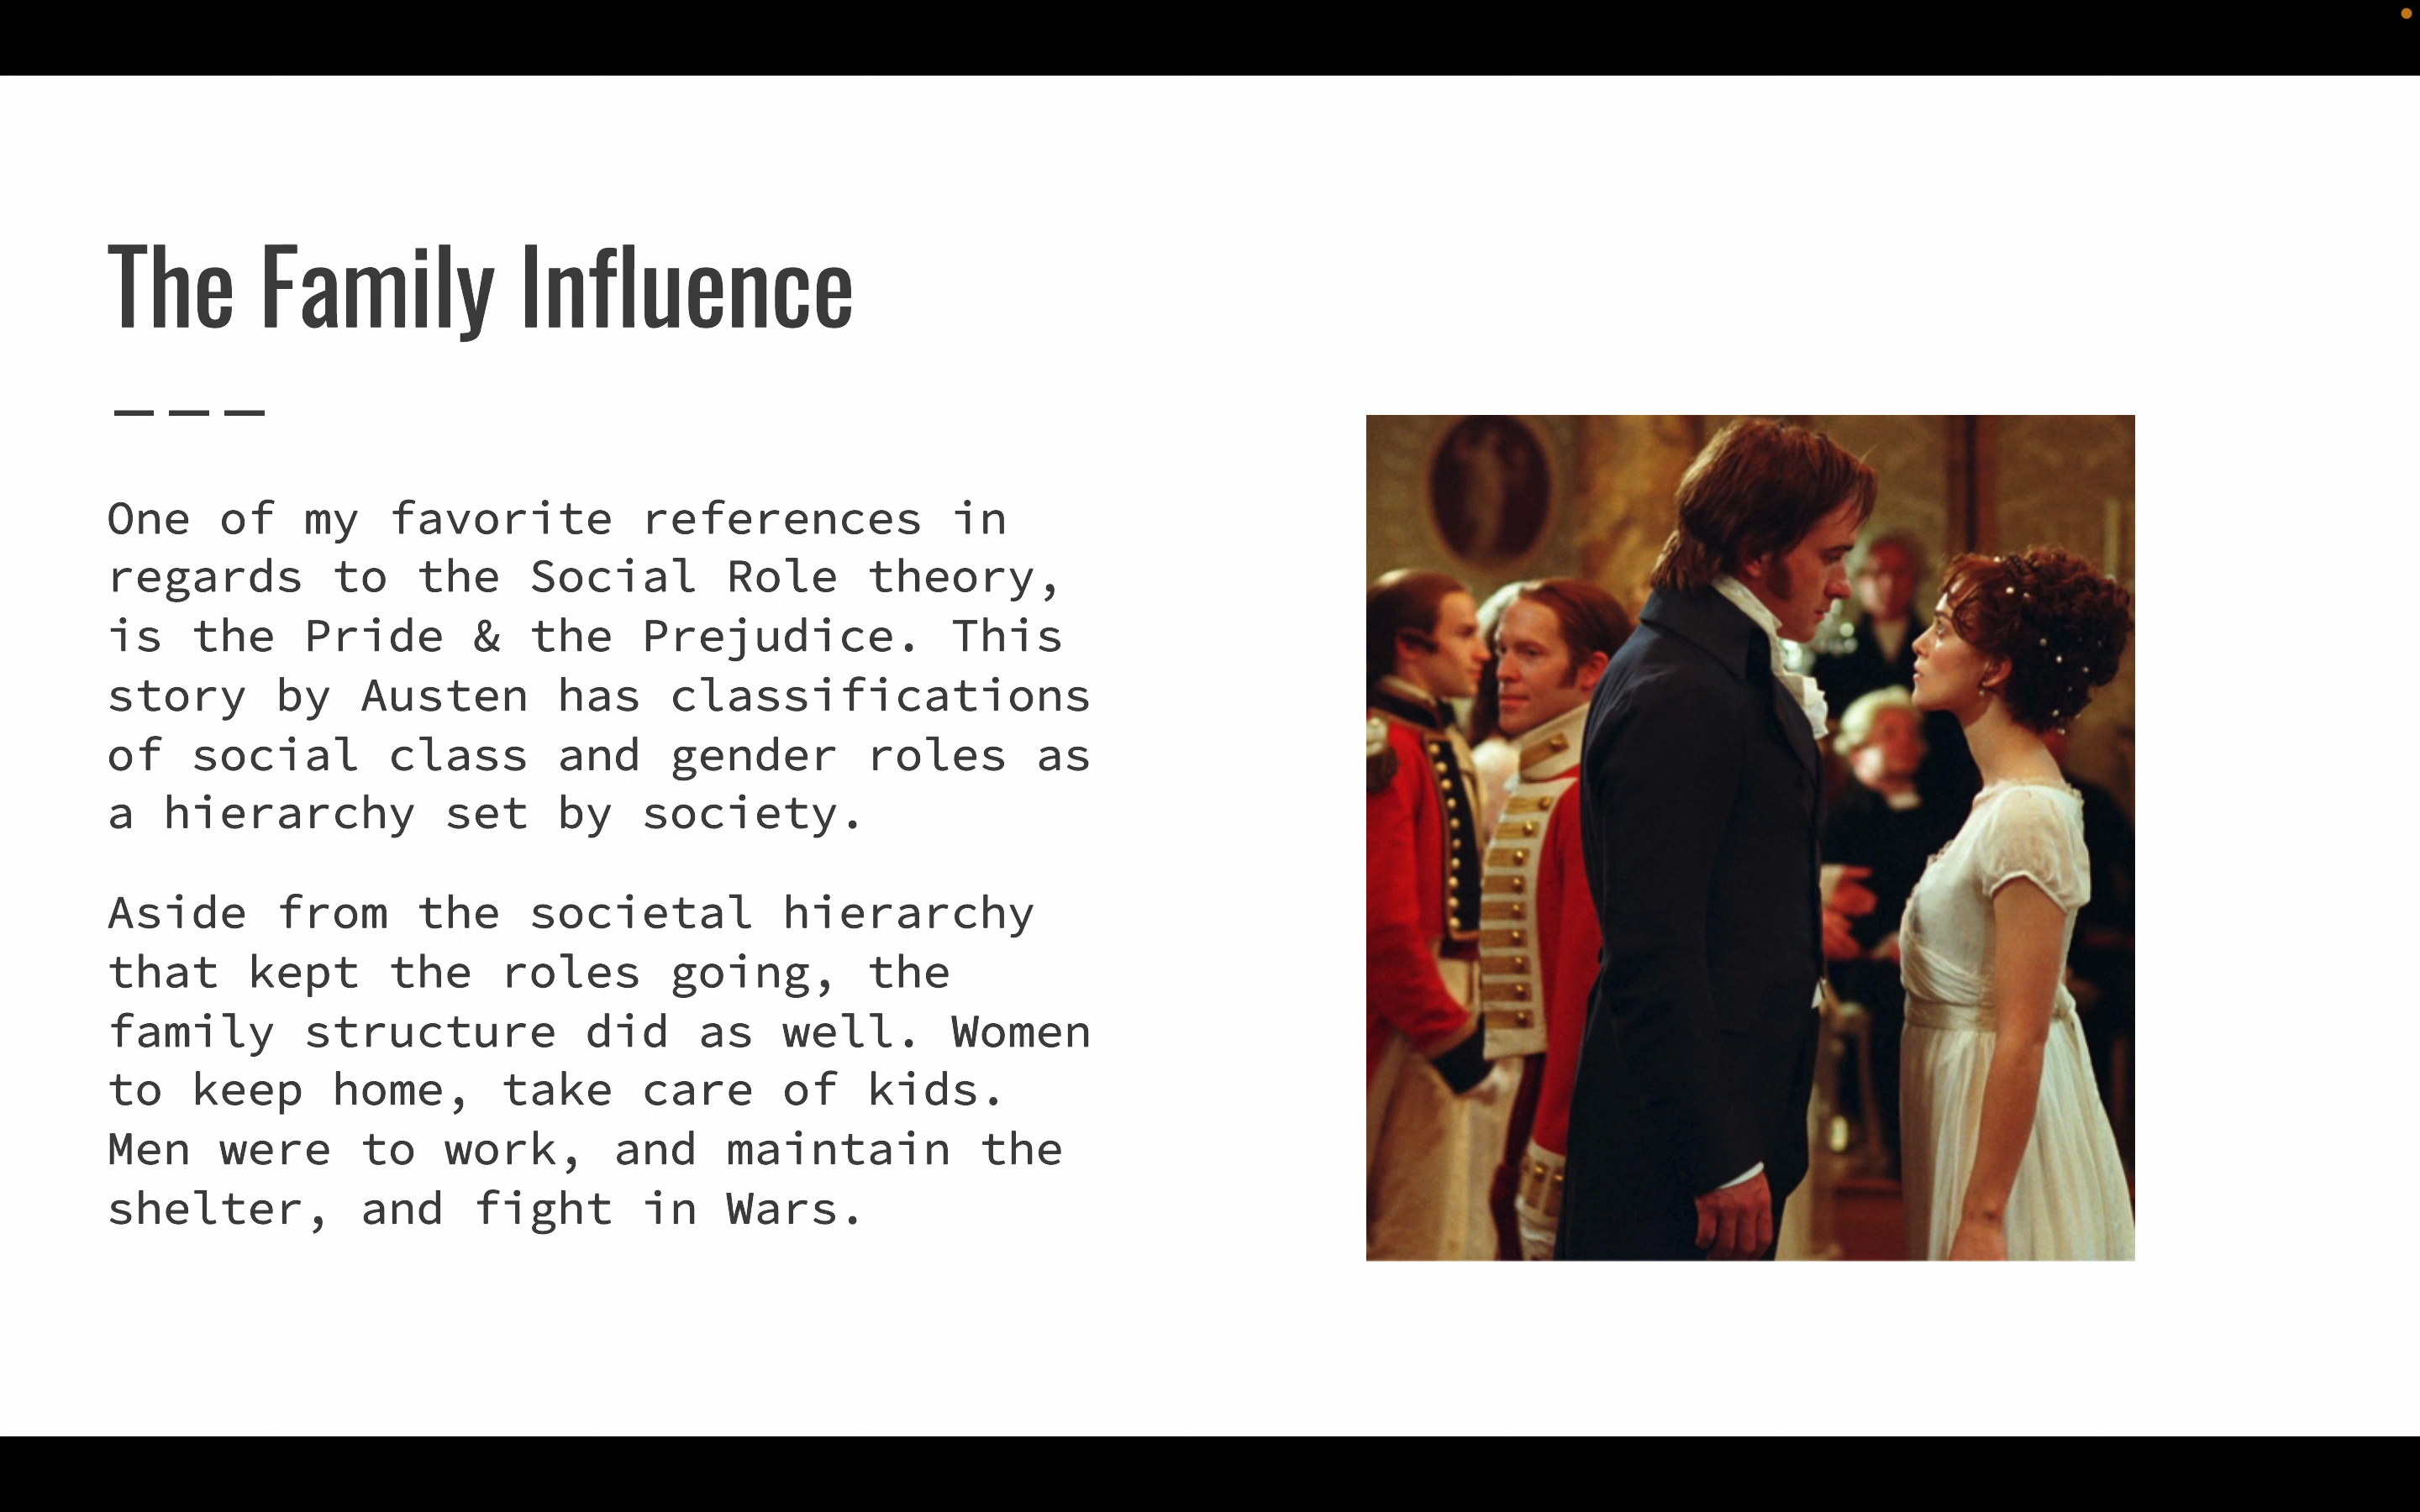 The Family Influence
One of my favorite references in
regards to the Social Role theory,
is the Pride & the Prejudice. This
story by Austen has classifications
of social class and gender roles as
a hierarchy set by society.
Aside from the societal hierarchy
that kept the roles going, the
family structure did as well. Women
to keep home, take care of kids.
Men were to work, and maintain the
shelter, and fight in Wars.